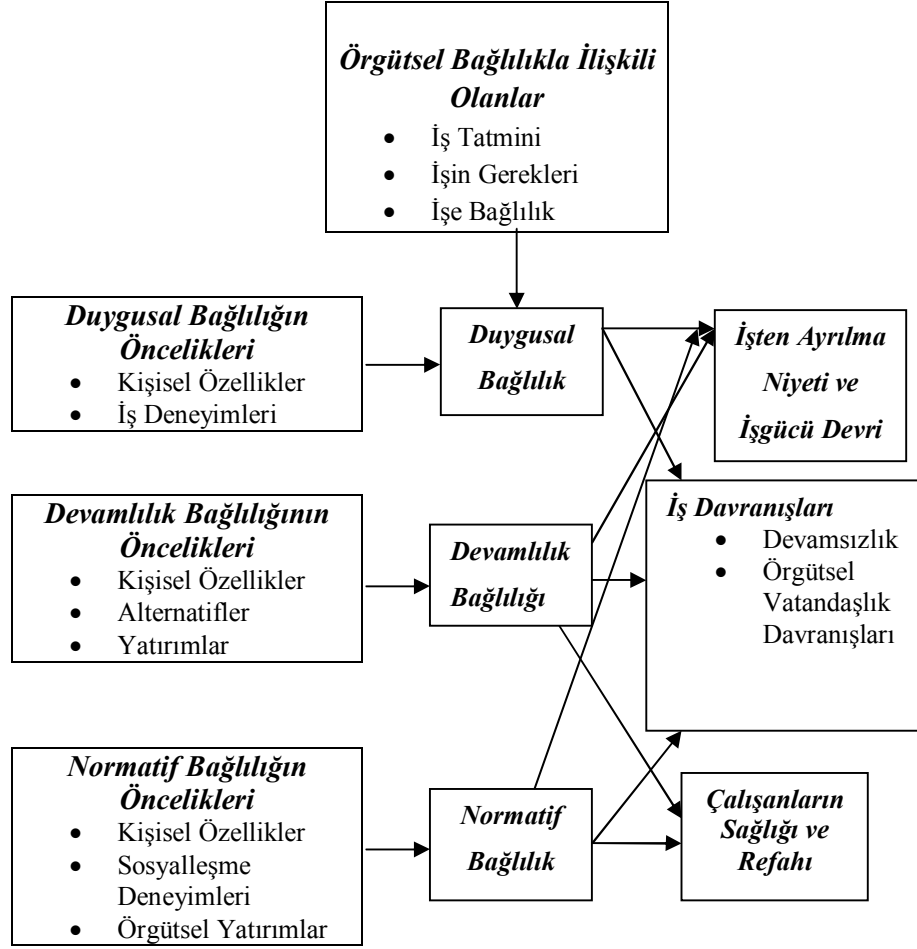 Örgütsel Bağlılıkla İlişkili
Olanlar
• İş Tatmini
• İşin Gerekleri
• İşe Bağlılık
Duygusal Bağlılığın
Öncelikleri
• Kişisel Özellikler
• İş Deneyimleri
Duygusal
Bağlılık
İşten Ayrılma
Niyeti ve
İşgücü Devri
Devamlılık Bağlılığının
Öncelikleri
• Kişisel Özellikler
• Alternatifler
• Yatırımlar
Devamlılık
Bağlılığı
İş Davranışları
• Devamsızlık
• Örgütsel
Vatandaşlık
Davranışları
Normatif Bağlılığın
Öncelikleri
• Kişisel Özellikler
• Sosyalleşme
Deneyimleri
• Örgütsel Yatırımlar
Normatif
Bağlılık
Çalışanların
Sağlığı ve
Refahı